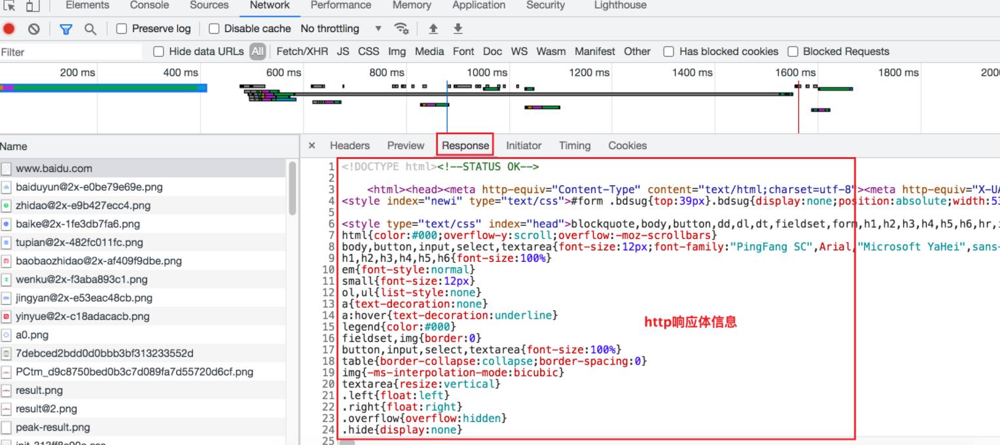 Elements Console Sources Network Performance Memory Application Security Lighthouse
Preserve log Disable cache No throttling
Filter Hide data URLs All Fetch/XHR JS CSS Img Media Font Doc WS Wasm Manifest Other Has blocked cookies Blocked Requests
200 ms 400 ms 600 ms 800 ms 1000 ms 1200 ms 1400 ms 1600 ms 1800 ms 2000
Name
www.baidu.com
baiduyun@2x-e0be79e69e.png
zhidao@2x-e9b427ecc4.png
baike@2x-1fe3db7fa6.png
tupian@2x-482fc011fc.png
baobaozhidao@2x-af409f9dbe.png
wenku@2x-f3aba893c1.png
jingyan@2x-e53eac48cb.png
yinyue@2x-c18adacacb.png
a0.png
7debced2bdd0d0bbb3bf313233552d
PCtm_d9c8750bed0b3c7d089fa7d55720d6cf.png
result.png
result@2.png
peak-result.png
× Headers Preview Response Initiator Timing Cookies
1 <!DOCTYPE html><!--STATUS OK-->
2
3 <html><head><meta http-equiv="Content-Type" content="text/html;charset=utf-8"><meta http-equiv="X-UA
4 <style index="newi" type="text/css">#form .bdsug{top:39px}.bdsug{display:none;position:absolute;width:53
5
6 <style type="text/css" index="head">blockquote,body,button,dd,dl,dt,fieldset,form,h1,h2,h3,h4,h5,h6,hr,i
7 html{color:#000;overflow-y:scroll;overflow:-moz-scrollbars}
8 body,button,input,select,textarea{font-size:12px;font-family:"PingFang SC",Arial,"Microsoft YaHei",sans-
9 h1,h2,h3,h4,h5,h6{font-size:100%}
10 em{font-style:normal}
11 small{font-size:12px}
12 ol,ul{list-style:none}
13 a{text-decoration:none}
14 a:hover{text-decoration:underline}
15 legend{color:#000}
16 fieldset,img{border:0}
17 button,input,select,textarea{font-size:100%}
18 table{border-collapse:collapse;border-spacing:0}
19 img{-ms-interpolation-mode:bicubic}
20 textarea{resize:vertical}
21 .left{float:left}
22 .right{float:right}
23 .overflow{overflow:hidden}
24 .hide{display:none}
25
http响应体信息